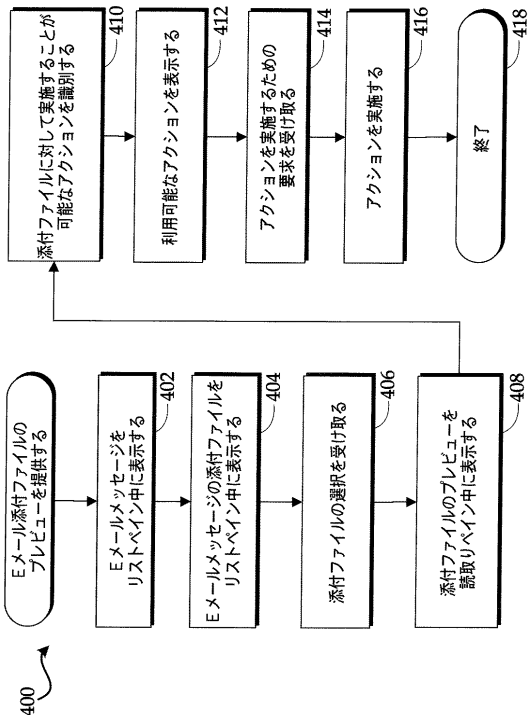 400
Eメール添付ファイルの
プレビューを提供する
Eメールメッセージを
リストペイン中に表示する
402
Eメールメッセージの添付ファイルを
リストペイン中に表示する
404
添付ファイルの選択を受け取る
406
添付ファイルのプレビューを
読取りペイン中に表示する
408
添付ファイルに対して実施することが
可能なアクションを識別する
410
利用可能なアクションを表示する
412
アクションを実施するための
要求を受け取る
414
アクションを実施する
416
終了
418